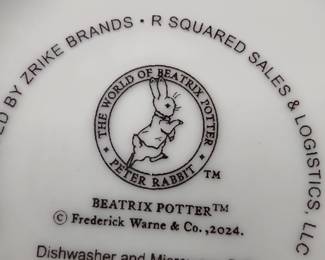 BY ZRIKE BRANDS • R SQUARED SALES & LOGISTICS, LLC
THE WORLD OF BEATRIX POTTER
PETER RABBIT
TM
BEATRIX POTTER™
© Frederick Warne & Co., 2024.
Dishwasher and